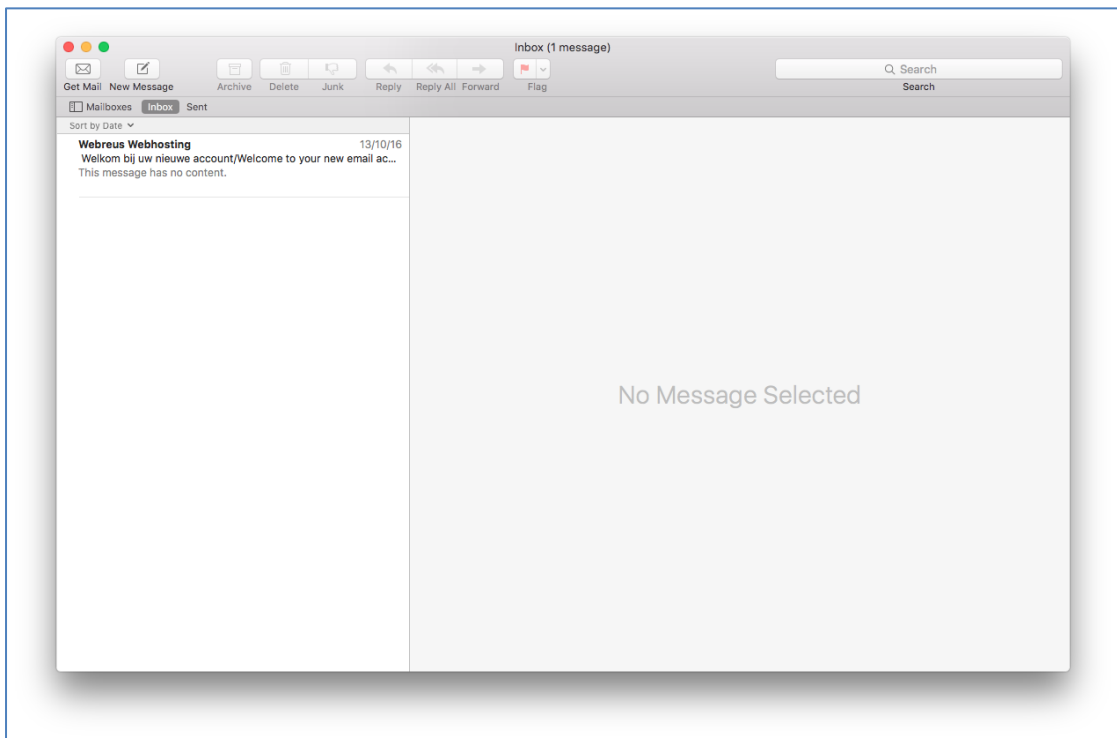 Inbox (1 message)
Search
Get Mail New Message Archive Delete Junk Reply Reply All Forward Flag Search
Mailboxes Inbox Sent
Sort by Date
Webreus Webhosting 13/10/16
Welkom bij uw nieuwe account/Welcome to your new email ac...
This message has no content.
No Message Selected